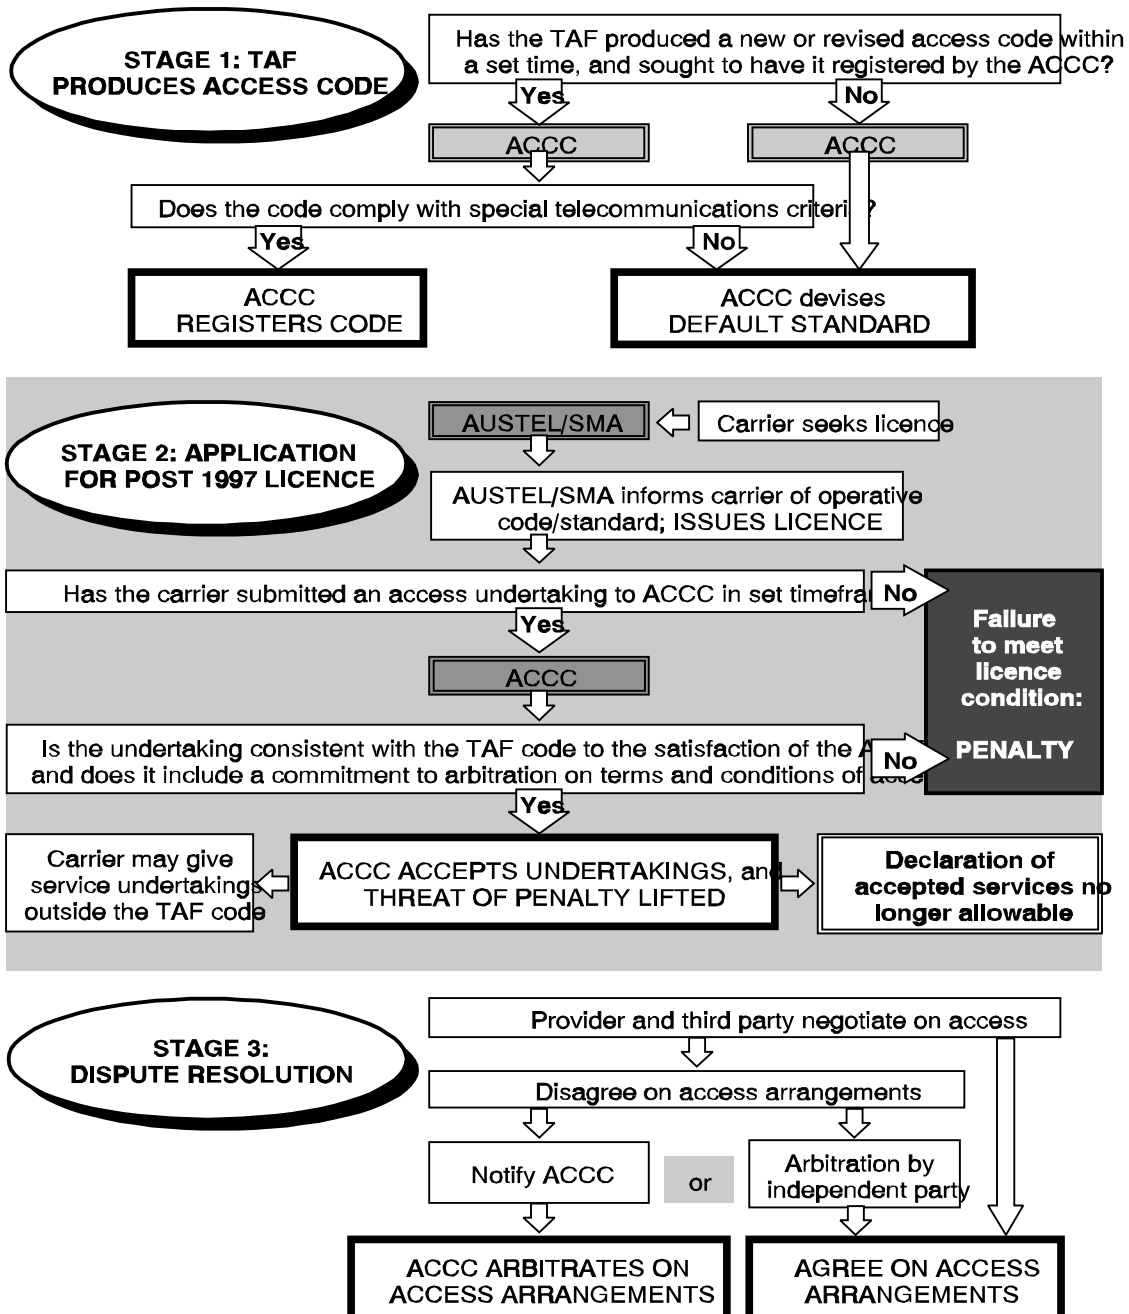 STAGE 1: TAF
PRODUCES ACCESS CODE
Has the TAF produced a new or revised access code within
a set time, and sought to have it registered by the ACCC?
Yes
No
ACCC
ACCC
Does the code comply with special telecommunications criteria?
Yes
No
ACCC
REGISTERS CODE
ACCC devises
DEFAULT STANDARD
STAGE 2: APPLICATION
FOR POST 1997 LICENCE
AUSTEL/SMA
Carrier seeks licence
AUSTEL/SMA informs carrier of operative
code/standard; ISSUES LICENCE
Has the carrier submitted an access undertaking to ACCC in set
No
Yes
Failure
to meet
licence
condition:
PENALTY
ACCC
Is the undertaking consistent with the TAF code to the satisfaction of the
and does it include a commitment to arbitration on terms and conditions of
No
Yes
Carrier may give
service undertakings
outside the TAF code
ACCC ACCEPTS UNDERTAKINGS, and
THREAT OF PENALTY LIFTED
Declaration of
accepted services no
longer allowable
STAGE 3:
DISPUTE RESOLUTION
Provider and third party negotiate on access
Disagree on access arrangements
Notify ACCC
or
Arbitration by
independent party
ACCC ARBITRATES ON
ACCESS ARRANGEMENTS
AGREE ON ACCESS
ARRANGEMENTS